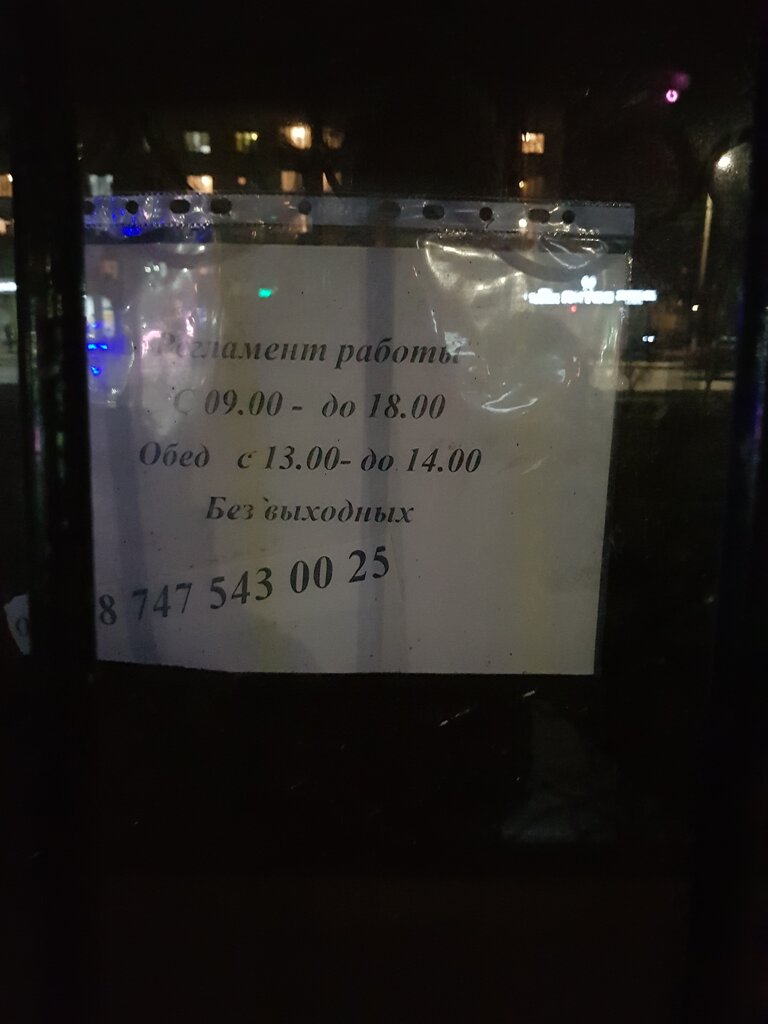 Регламент работы
С 09.00 - до 18.00
Обед с 13.00- до 14.00
Без выходных
8 747 543 00 25